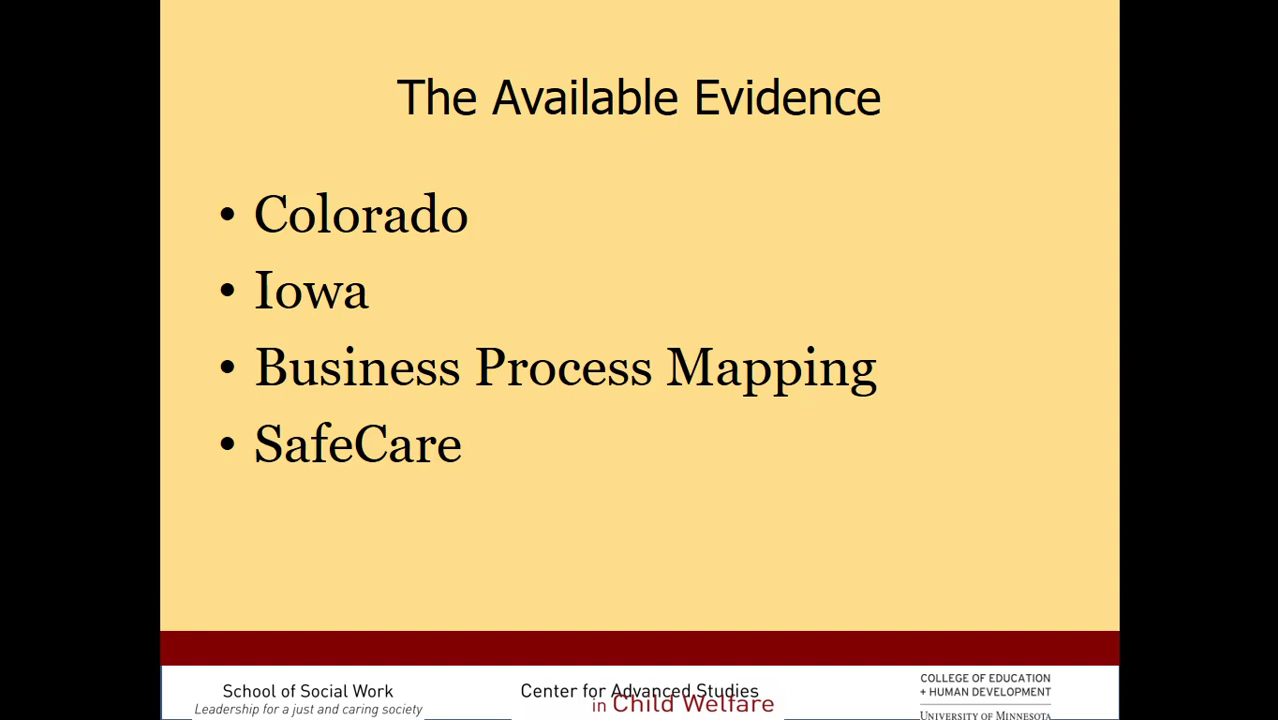 The Available Evidence
• Colorado
• Iowa
• Business Process Mapping
• SafeCare
School of Social Work
Leadership for a just and caring society
Center for Advanced Studies
in Child Welfare
COLLEGE OF EDUCATION
+ HUMAN DEVELOPMENT
UNIVERSITY OF MINNESOTA